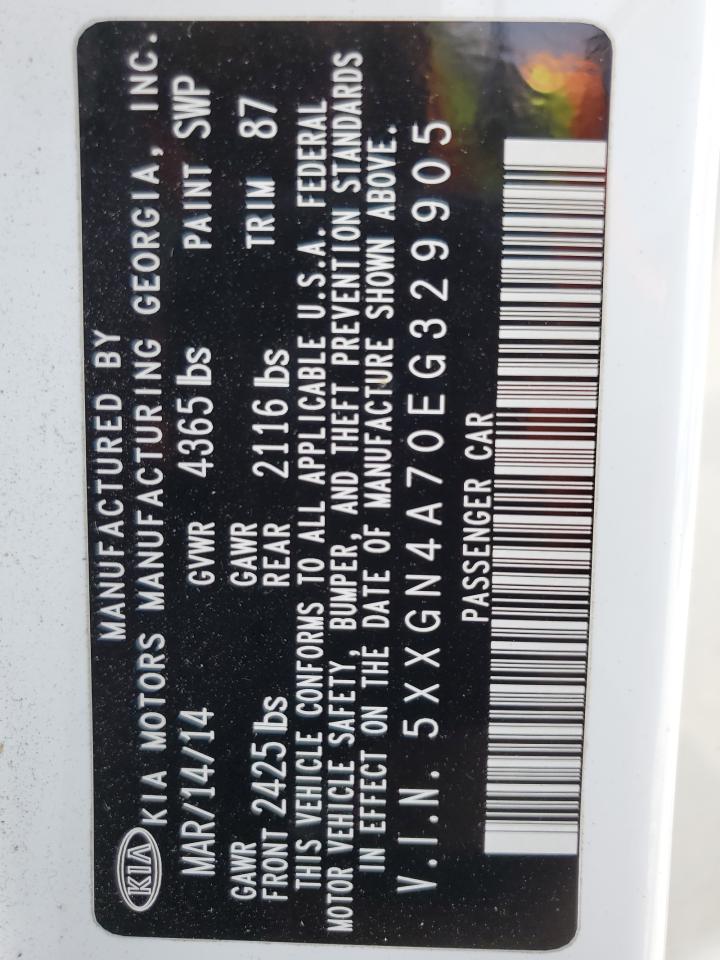 MANUFACTURED BY
KIA KIA MOTORS MANUFACTURING GEORGIA, INC.
MAR/14/14 GVWR 4365 lbs PAINT SWP
GAWR FRONT 2425 lbs GAWR REAR 2116 lbs TRIM 87
THIS VEHICLE CONFORMS TO ALL APPLICABLE U.S.A. FEDERAL
MOTOR VEHICLE SAFETY, BUMPER, AND THEFT PREVENTION STANDARDS
IN EFFECT ON THE DATE OF MANUFACTURE SHOWN ABOVE.
V.I.N. 5XXGN4A70EG329905
PASSENGER CAR